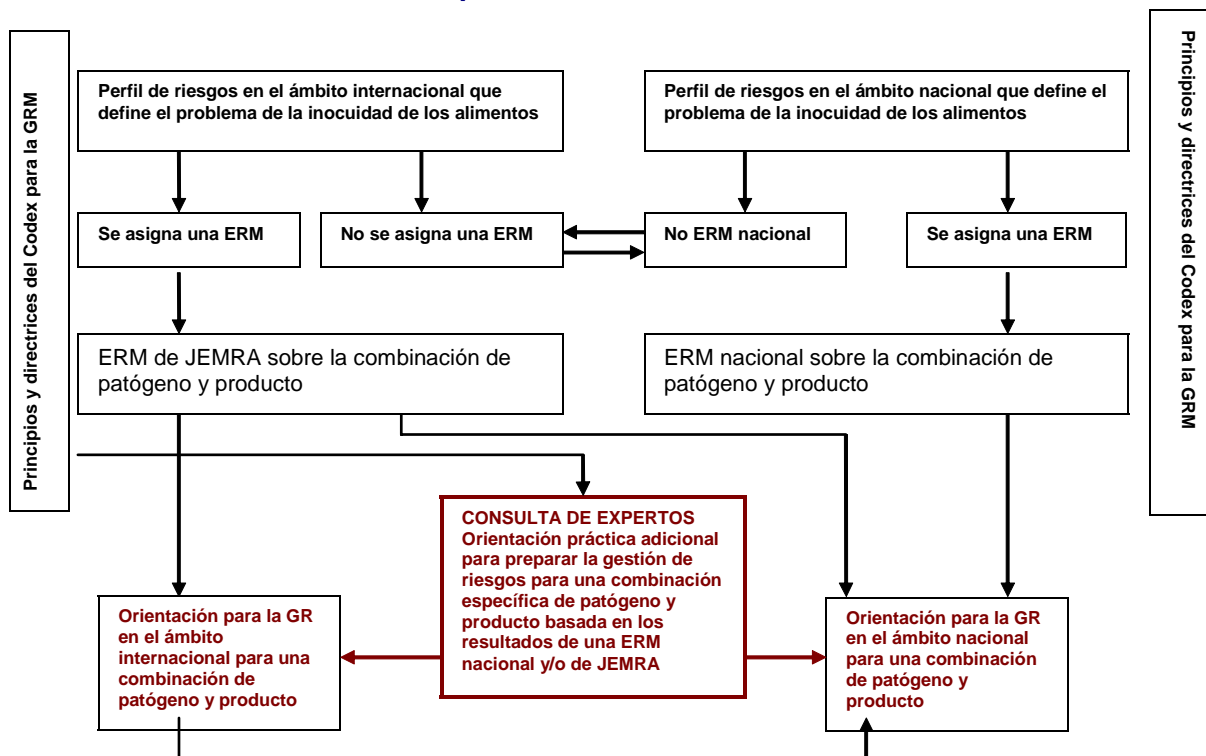 Principios y directrices del Codex para la GRM
Perfil de riesgos en el ámbito internacional que
define el problema de la inocuidad de los alimentos
Perfil de riesgos en el ámbito nacional que define el
problema de la inocuidad de los alimentos
Principios y directrices del Codex para la GRM
Se asigna una ERM
No se asigna una ERM
No ERM nacional
Se asigna una ERM
ERM de JEMRA sobre la combinación de
patógeno y producto
ERM nacional sobre la combinación de
patógeno y producto
CONSULTA DE EXPERTOS
Orientación práctica adicional
para preparar la gestión de
riesgos para una combinación
específica de patógeno y
producto basada en los
resultados de una ERM
nacional y/o de JEMRA
Orientación para la GR
en el ámbito
internacional para una
combinación de
patógeno y producto
Orientación para la GR
en el ámbito nacional
para una combinación
de patógeno y
producto